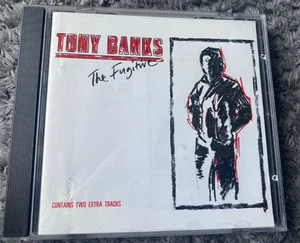 TONY BANKS
The Fugitive
CONTAINS TWO EXTRA TRACKS